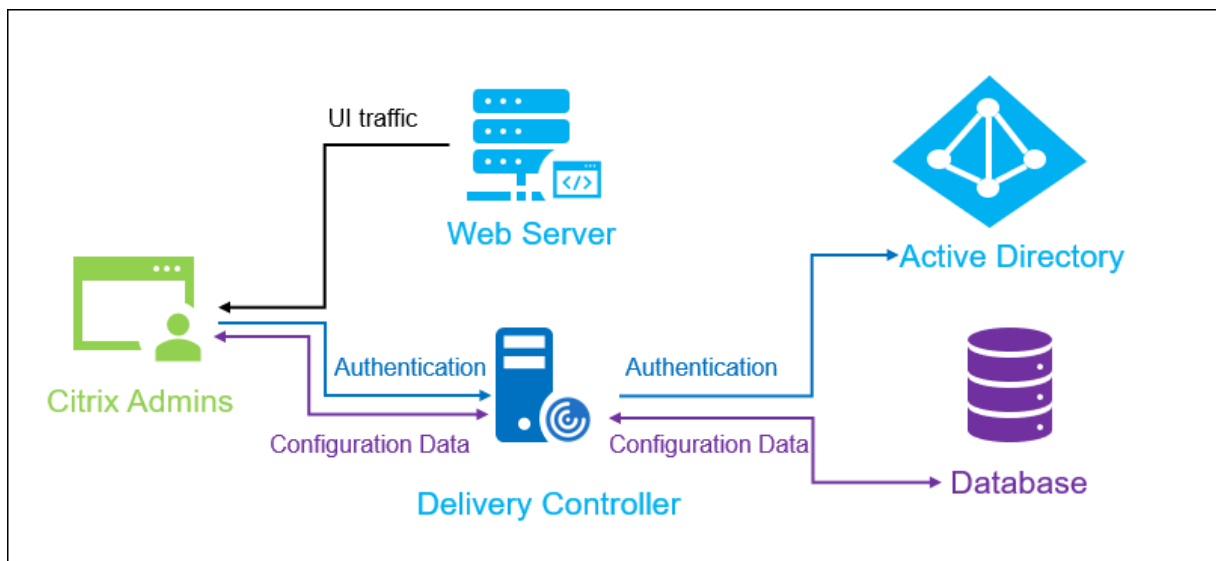 UI traffic
Web Server
Active Directory
Citrix Admins
Authentication
Authentication
Configuration Data
Configuration Data
Delivery Controller
Database
</>